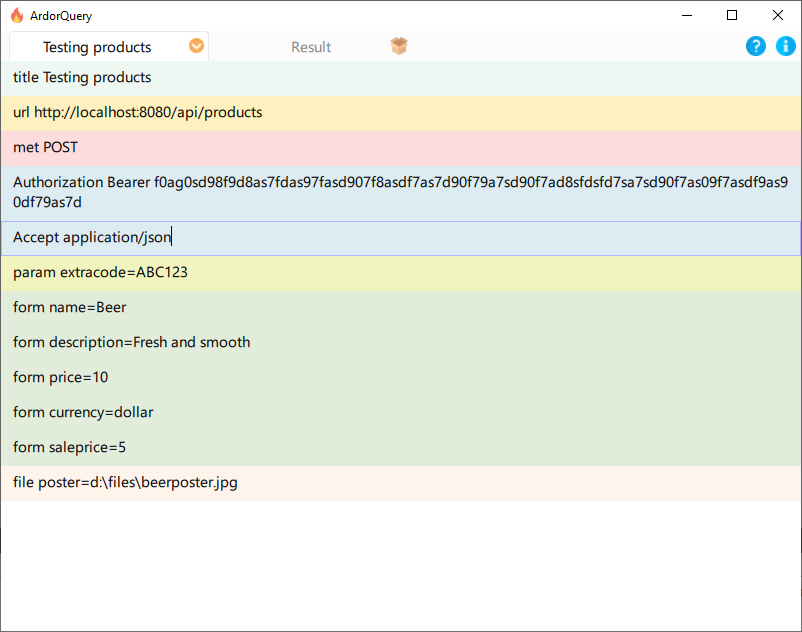 ArdorQuery
Testing products
Result
title Testing products
url http://localhost:8080/api/products
met POST
Authorization Bearer f0ag0sd98f9d8as7fdas97fasd907f8asdf7as7d90f79a7sd90f7ad8sfdsfd7sa7sd90f7as09f7asdf9as9
0df79as7d
Accept application/json
param extracode=ABC123
form name=Beer
form description=Fresh and smooth
form price=10
form currency=dollar
form saleprice=5
file poster=d:\files\beerposter.jpg